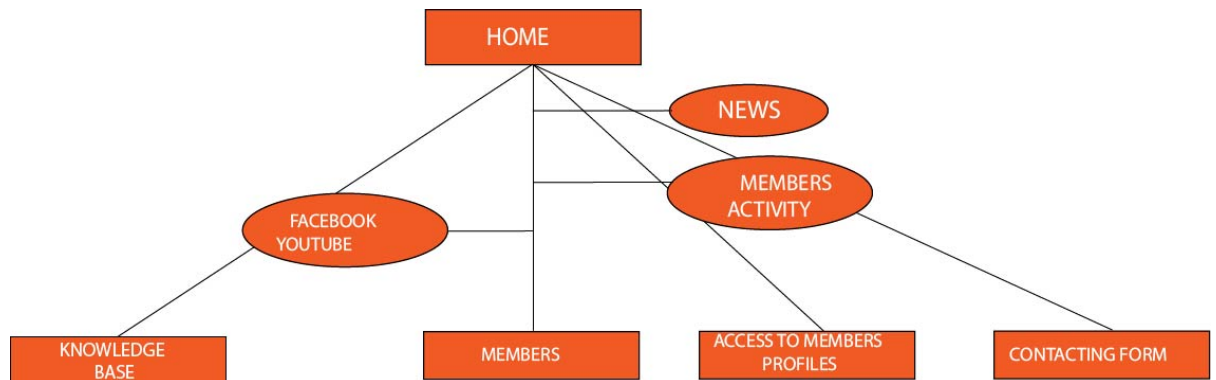 HOME
NEWS
MEMBERS
ACTIVITY
FACEBOOK
YOUTUBE
KNOWLEDGE
BASE
MEMBERS
ACCESS TO MEMBERS
PROFILES
CONTACTING FORM